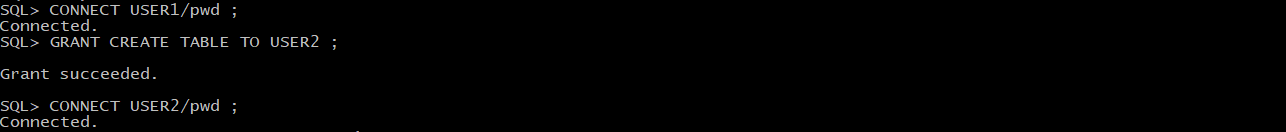 SQL> CONNECT USER1/pwd ;
Connected.
SQL> GRANT CREATE TABLE TO USER2 ;
Grant succeeded.
SQL> CONNECT USER2/pwd ;
Connected.